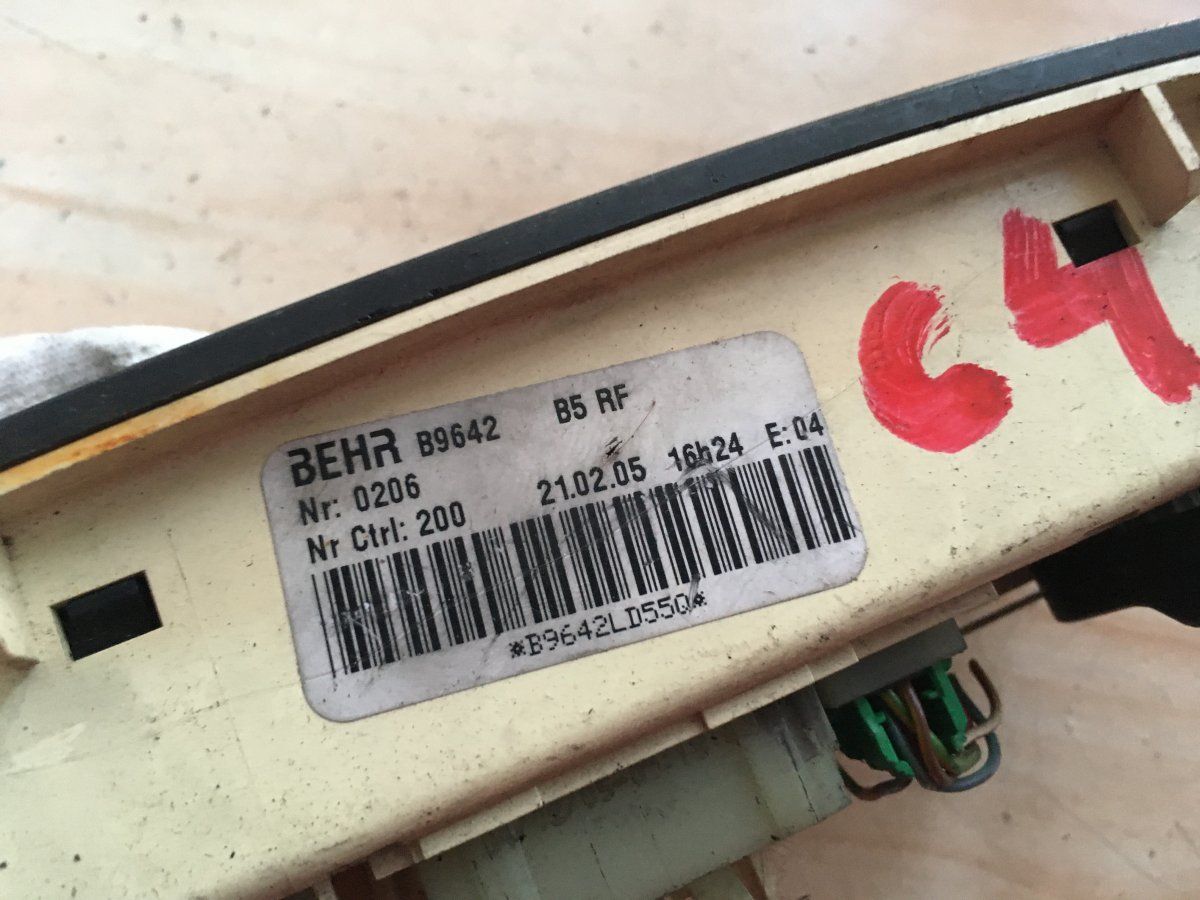 BEHR B9642 B5 RF
Nr: 0206
Nr Ctrl: 200 21.02.05 16h24 E:04
*B9642LD55Q*
C4